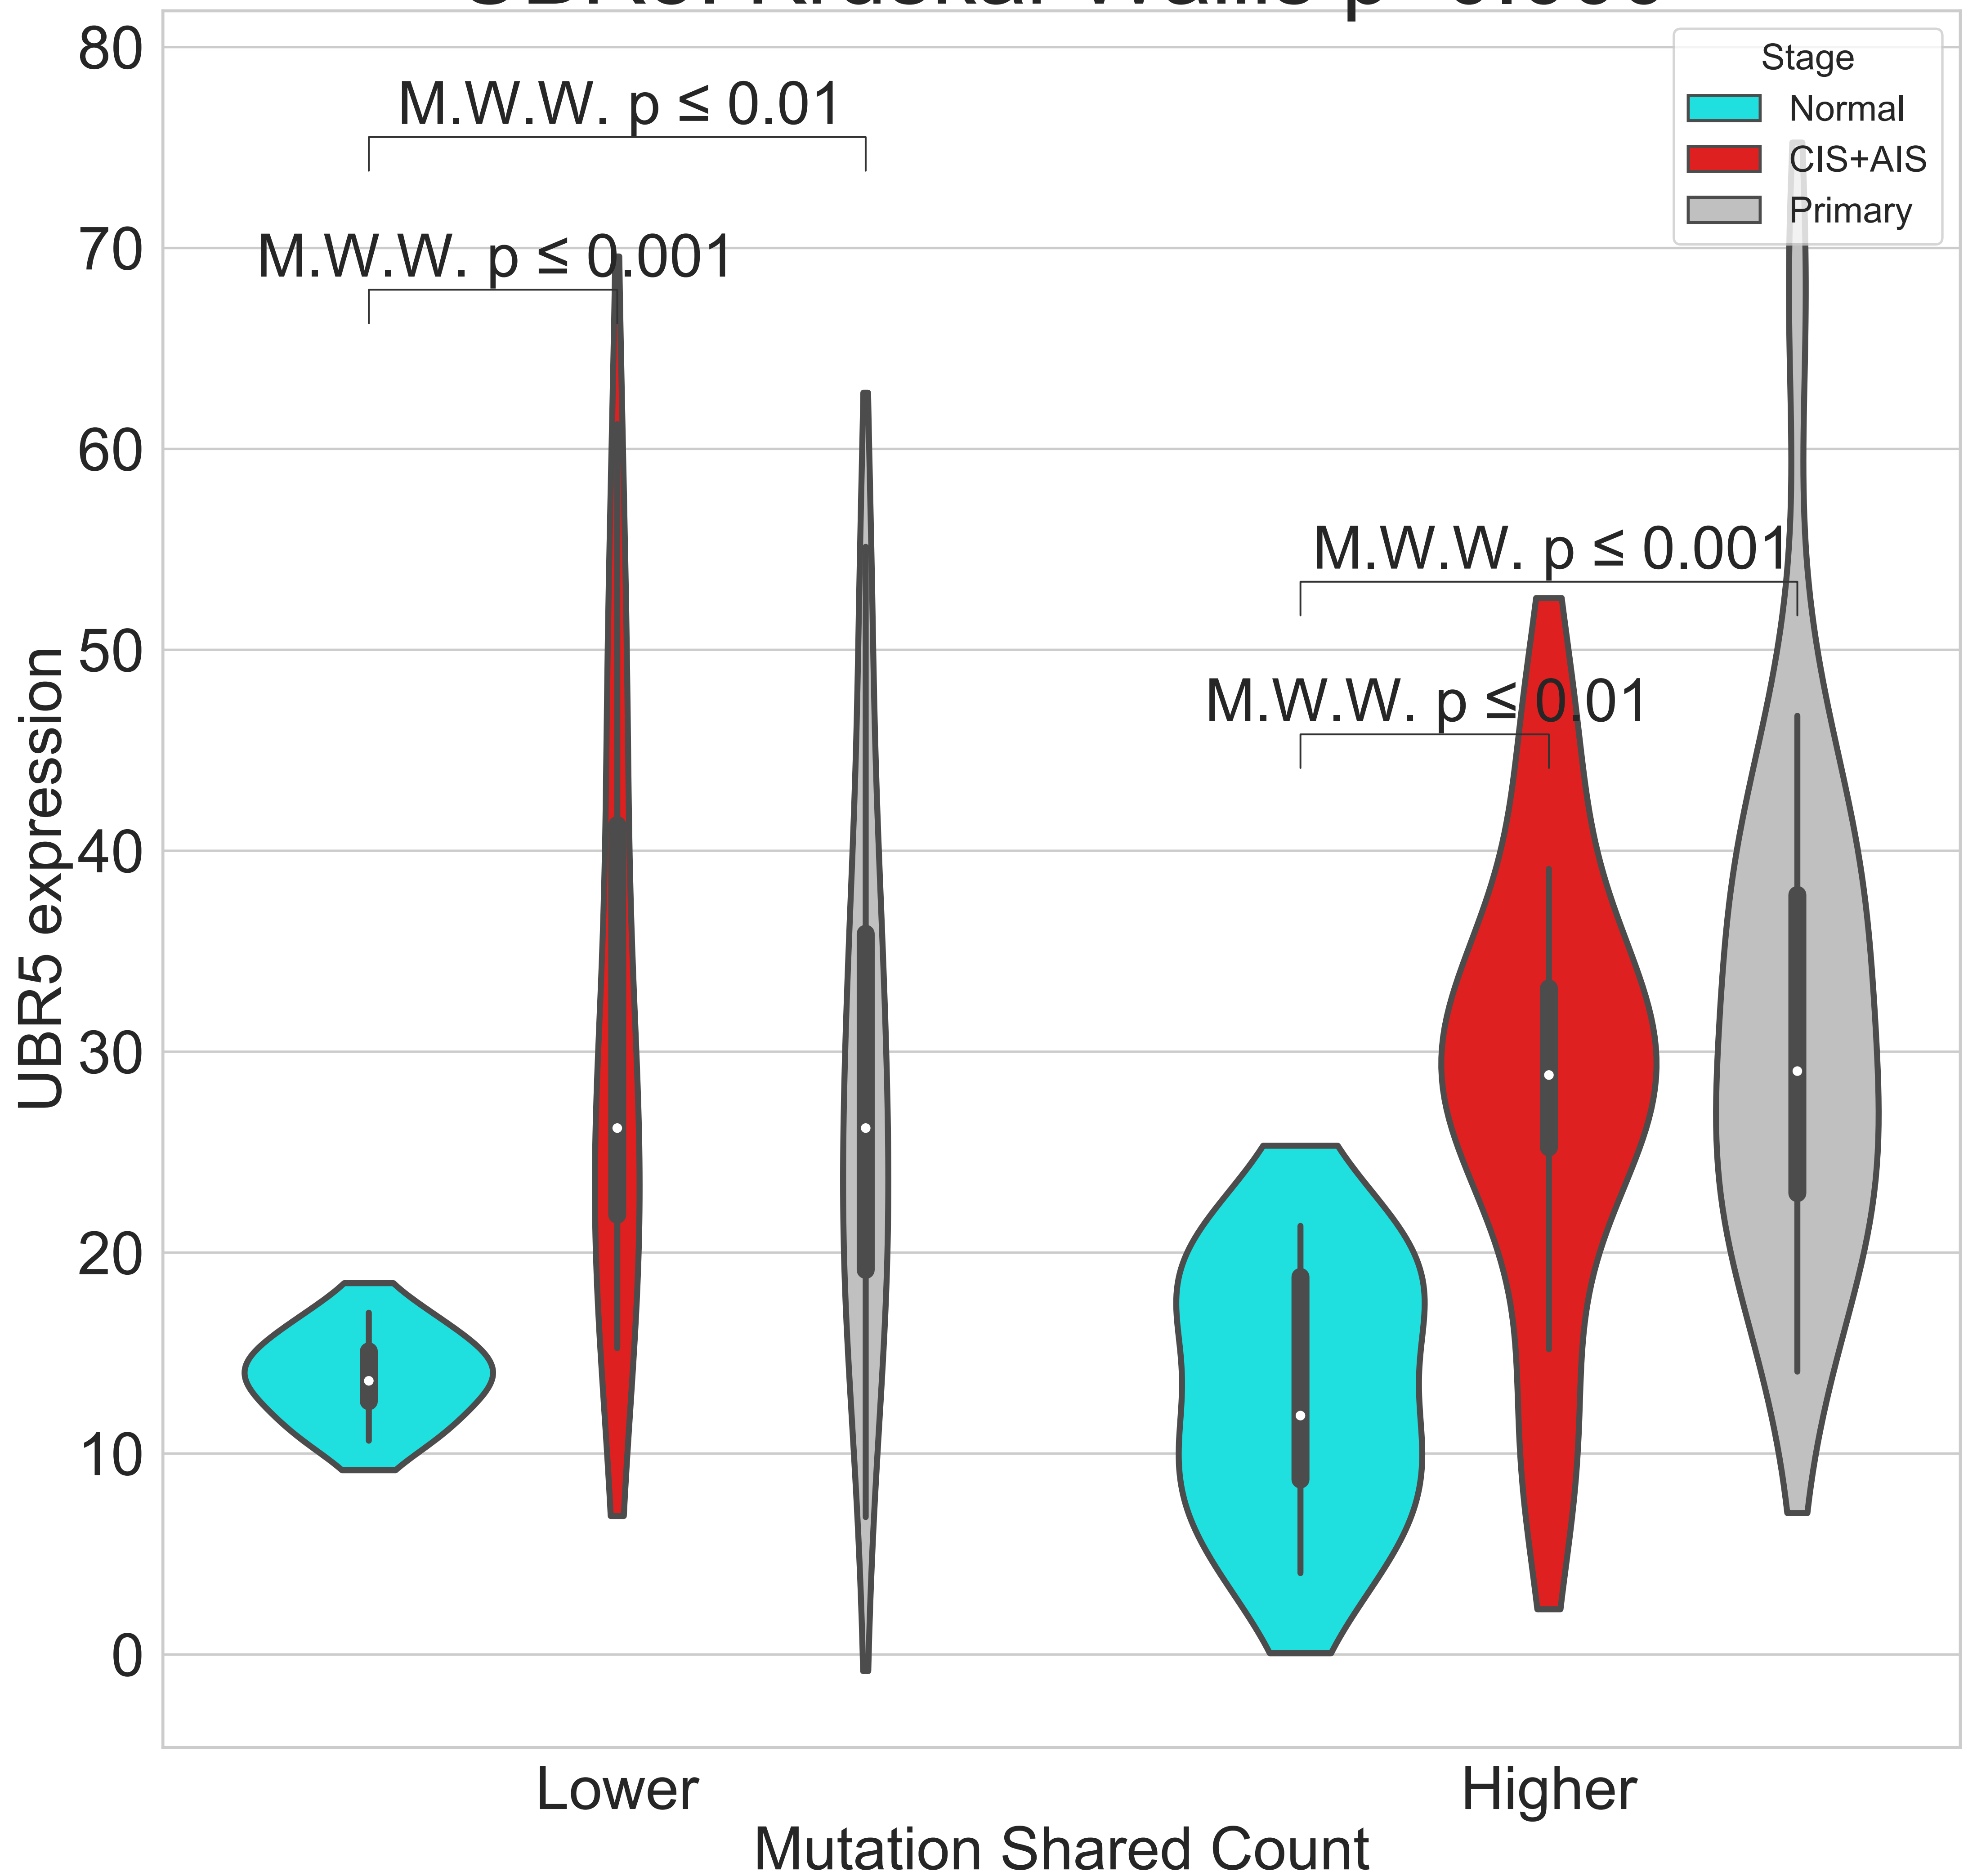 80
70
60
50
40
30
20
10
0
UBR5 expression
M.W.W. p ≤ 0.01
M.W.W. p ≤ 0.001
M.W.W. p ≤ 0.001
M.W.W. p ≤ 0.01
Stage
Normal
CIS+AIS
Primary
Lower
Higher
Mutation Shared Count